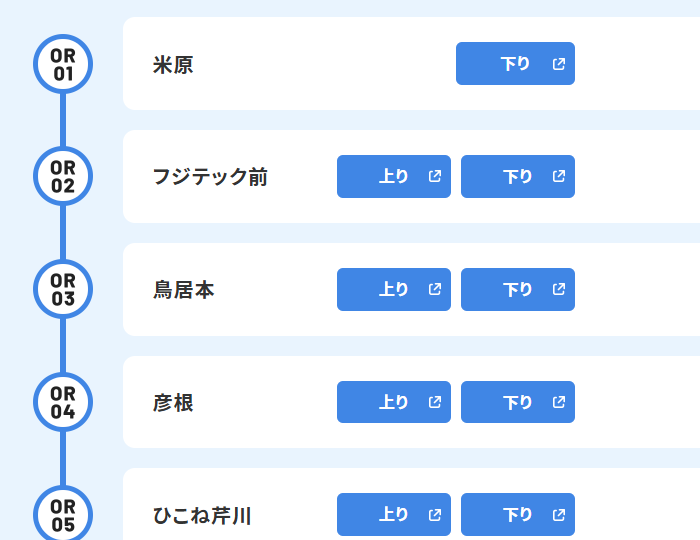 OR
01
米原
下り
OR
02
フジテック前
上り
下り
OR
03
鳥居本
上り
下り
OR
04
彦根
上り
下り
OR
05
ひこね芹川
上り
下り